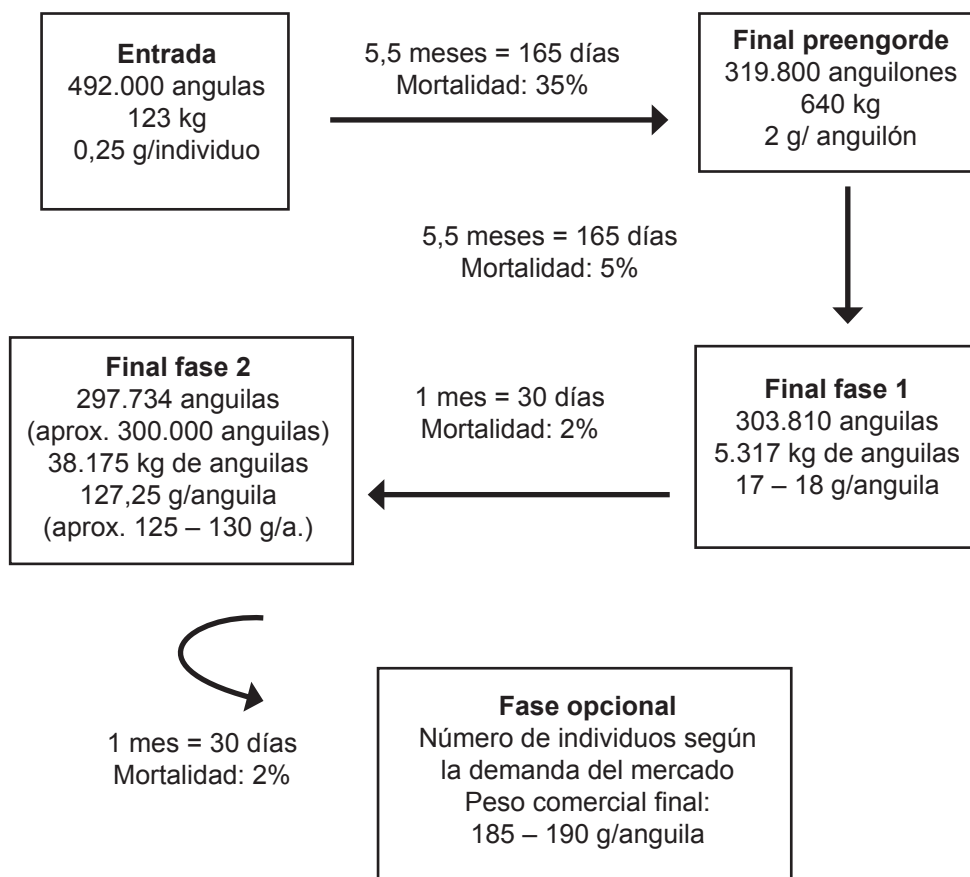 Entrada
492.000 angulas
123 kg
0,25 g/individuo
5,5 meses = 165 días
Mortalidad: 35%
Final preengorde
319.800 anguilones
640 kg
2 g/ anguilón
5,5 meses = 165 días
Mortalidad: 5%
Final fase 1
303.810 anguilas
5.317 kg de anguilas
17 – 18 g/anguila
1 mes = 30 días
Mortalidad: 2%
Final fase 2
297.734 anguilas
(aprox. 300.000 anguilas)
38.175 kg de anguilas
127,25 g/anguila
(aprox. 125 – 130 g/a.)
1 mes = 30 días
Mortalidad: 2%
Fase opcional
Número de individuos según
la demanda del mercado
Peso comercial final:
185 – 190 g/anguila